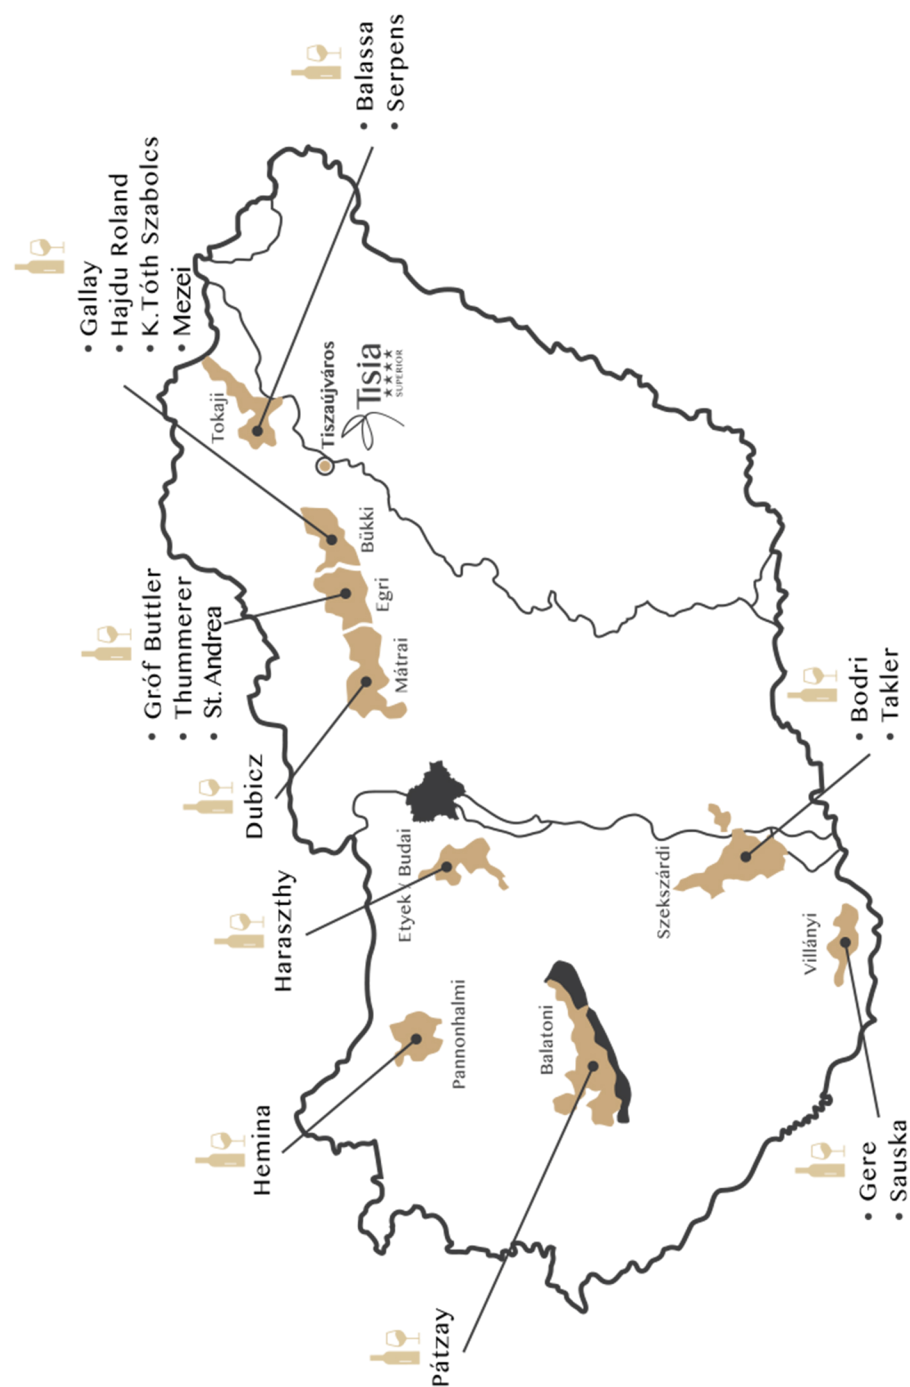 • Gallay
• Hajdu Roland
• K.Tóth Szabolcs
• Mezei
• Balassa
• Serpens
• Gróf Buttler
• Thummerer
• St.Andrea
Dubicz
Haraszthy
Hemina
Pátzay
Tokaji
Tiszaújváros
Tisia
★★★★
SUPERIOR
Bükki
Egri
Mátrai
Etyek / Budai
Pannonhalmi
Balatoni
Szekszárdi
Villányi
• Bodri
• Takler
• Gere
• Sauska